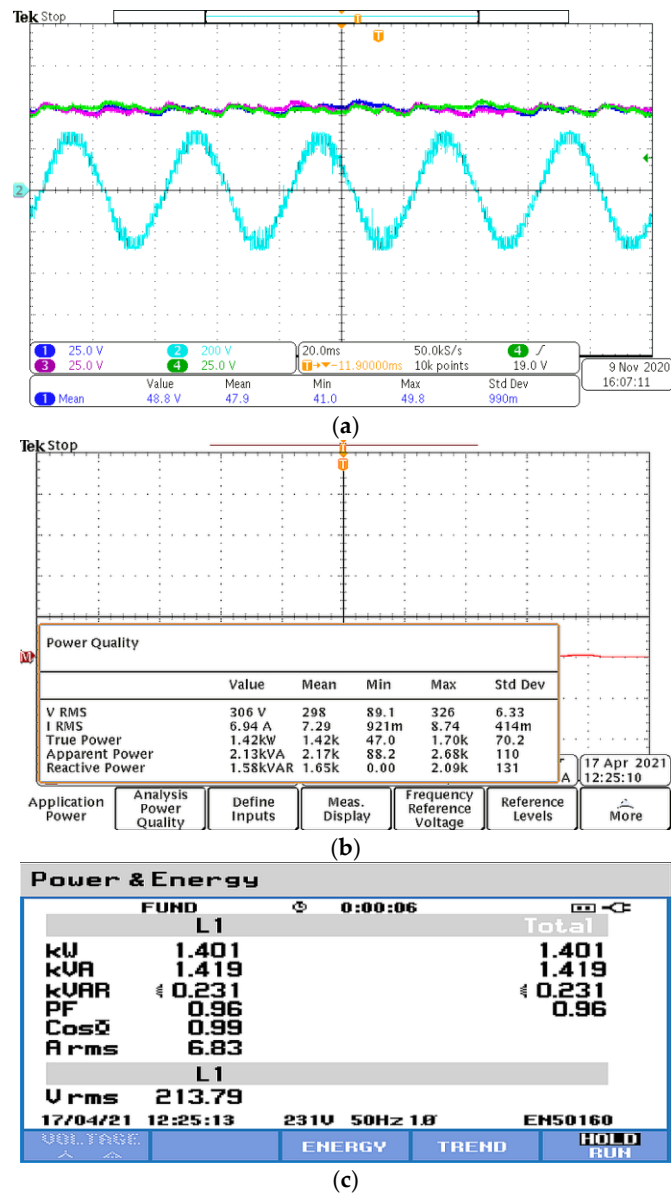 Tek Stop
T
T
2
1 25.0 V 2 200 V 20.0ms 50.0kS/s 4
3 25.0 V 4 25.0 V T→▼-11.90000ms 10k points 19.0 V
9 Nov 2020
16:07:11
Value Mean Min Max Std Dev
1 Mean 48.8 V 47.9 41.0 49.8 990m
(a)
Tek Stop
T
T
M
Power Quality
Value Mean Min Max Std Dev
V RMS 306 V 298 89.1 326 6.33
I RMS 6.94 A 7.29 921m 8.74 414m
True Power 1.42kW 1.42k 47.0 1.70k 70.2
Apparent Power 2.13kVA 2.17k 88.2 2.68k 110
Reactive Power 1.58kVAR 1.65k 0.00 2.09k 131
A
17 Apr 2021
12:25:10
Application Power
Analysis Power Quality
Define Inputs
Meas. Display
Frequency Reference Voltage
Reference Levels
More
(b)
Power & Energy
FUND 0:00:06
L1 Total
kW 1.401 1.401
kVA 1.419 1.419
kVAR 0.231 0.231
PF 0.96 0.96
CosΦ 0.99
A rms 6.83
L1
V rms 213.79
17/04/21 12:25:13 231V 50Hz 1Ø EN50160
VOLTAGE ENERGY TREND HOLD
RUN
(c)